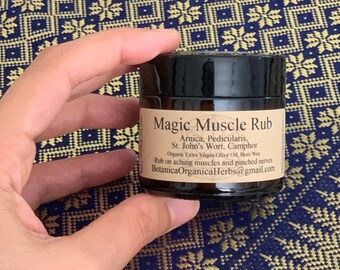 Magic Muscle Rub
Arnica, Pedicularis,
St. John's Wort, Camphor
Organic Extra Virgin Olive Oil, Bees Wax
Rub on aching muscles and pinched nerves
BotanicaOrganicaHerbs@gmail.com